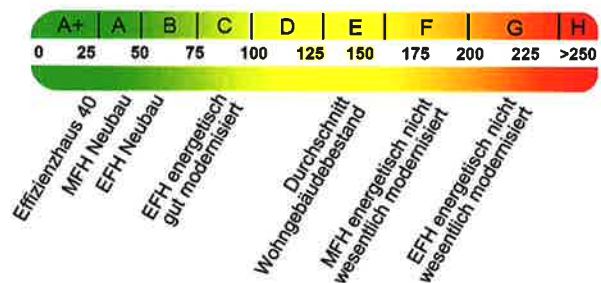 A+ A B C D E F G H
0 25 50 75 100 125 150 175 200 225 >250
Effizienzhaus 40
MFH Neubau
EFH Neubau
EFH energetisch
gut modernisiert
Durchschnitt
Wohngebäudebestand
MFH energetisch nicht
wesentlich modernisiert
EFH energetisch nicht
wesentlich modernisiert